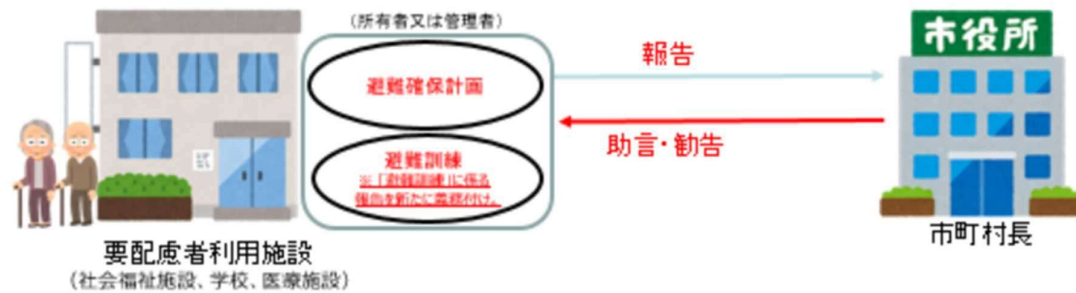 (所有者又は管理者)
避難確保計画
避難訓練
※「避難訓練」に係る
報告を新たに義務付け。
報告
助言・勧告
市役所
市町村長
要配慮者利用施設
(社会福祉施設、学校、医療施設)